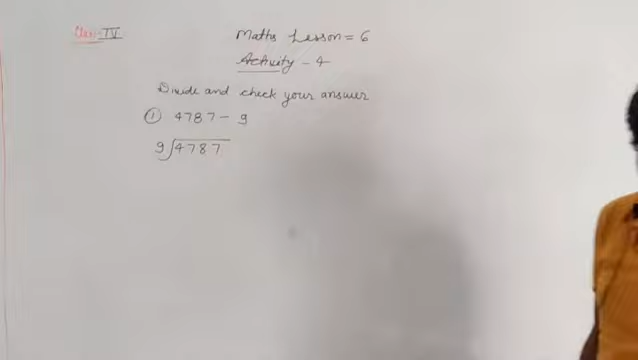 Class-IV
Maths Lesson = 6
Activity - 4
Divide and check your answer
① 4787 - 9
9)4787